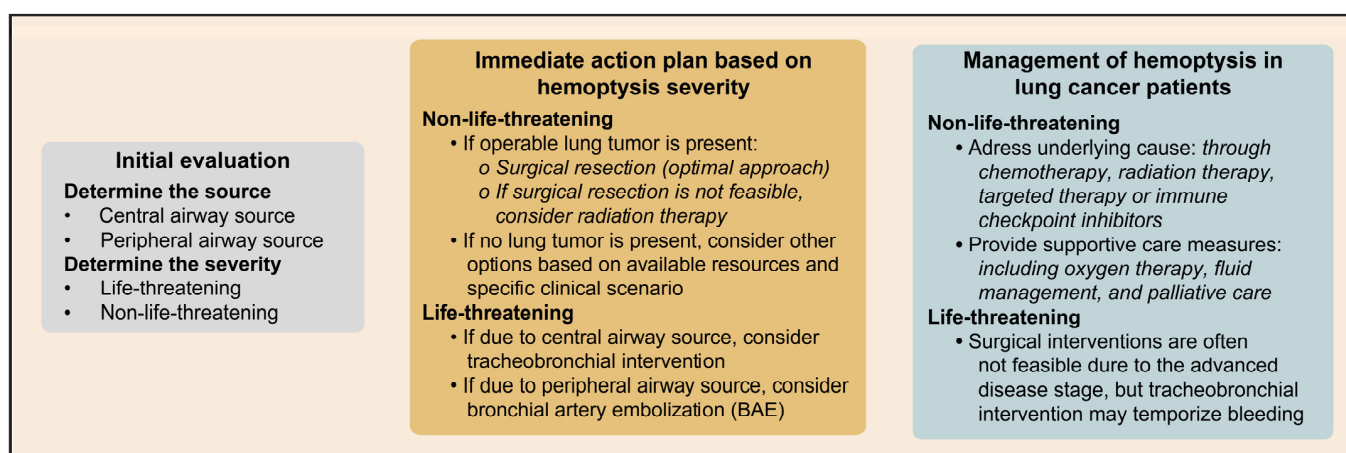 Initial evaluation
Determine the source
• Central airway source
• Peripheral airway source
Determine the severity
• Life-threatening
• Non-life-threatening
Immediate action plan based on
hemoptysis severity
Non-life-threatening
• If operable lung tumor is present:
o Surgical resection (optimal approach)
o If surgical resection is not feasible,
consider radiation therapy
• If no lung tumor is present, consider other
options based on available resources and
specific clinical scenario
Life-threatening
• If due to central airway source, consider
tracheobronchial intervention
• If due to peripheral airway source, consider
bronchial artery embolization (BAE)
Management of hemoptysis in
lung cancer patients
Non-life-threatening
• Adress underlying cause: through
chemotherapy, radiation therapy,
targeted therapy or immune
checkpoint inhibitors
• Provide supportive care measures:
including oxygen therapy, fluid
management, and palliative care
Life-threatening
• Surgical interventions are often
not feasible dure to the advanced
disease stage, but tracheobronchial
intervention may temporize bleeding